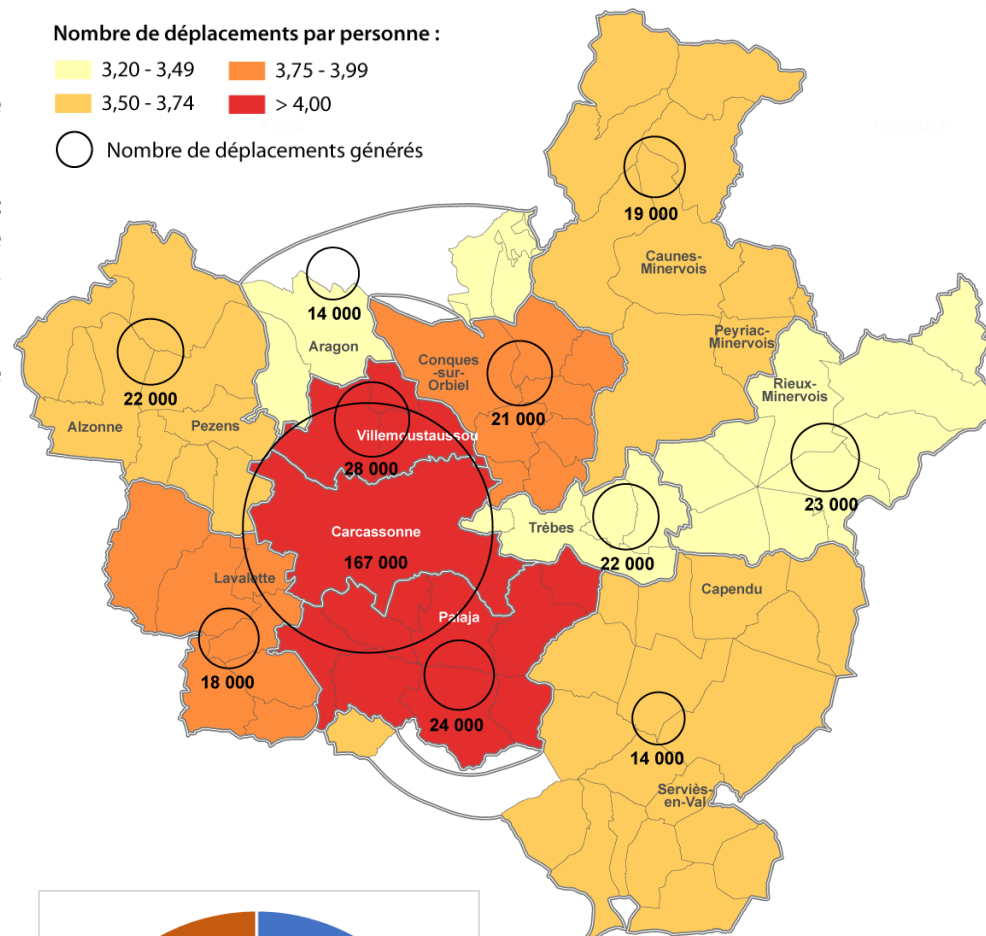 Nombre de déplacements par personne :
3,20 - 3,49
3,75 - 3,99
3,50 - 3,74
> 4,00
Nombre de déplacements générés
19 000
Caunes-
Minervois
14 000
Aragon
Peyriac-
Minervois
Conques
-sur-
Orbiel
22 000
Rieux-
Minervois
21 000
Alzonne
Pezens
Villemoustaussou
28 000
23 000
Trèbes
Carcassonne
167 000
22 000
Lavalette
Capendu
Palaja
18 000
24 000
14 000
Serviès-
en-Val